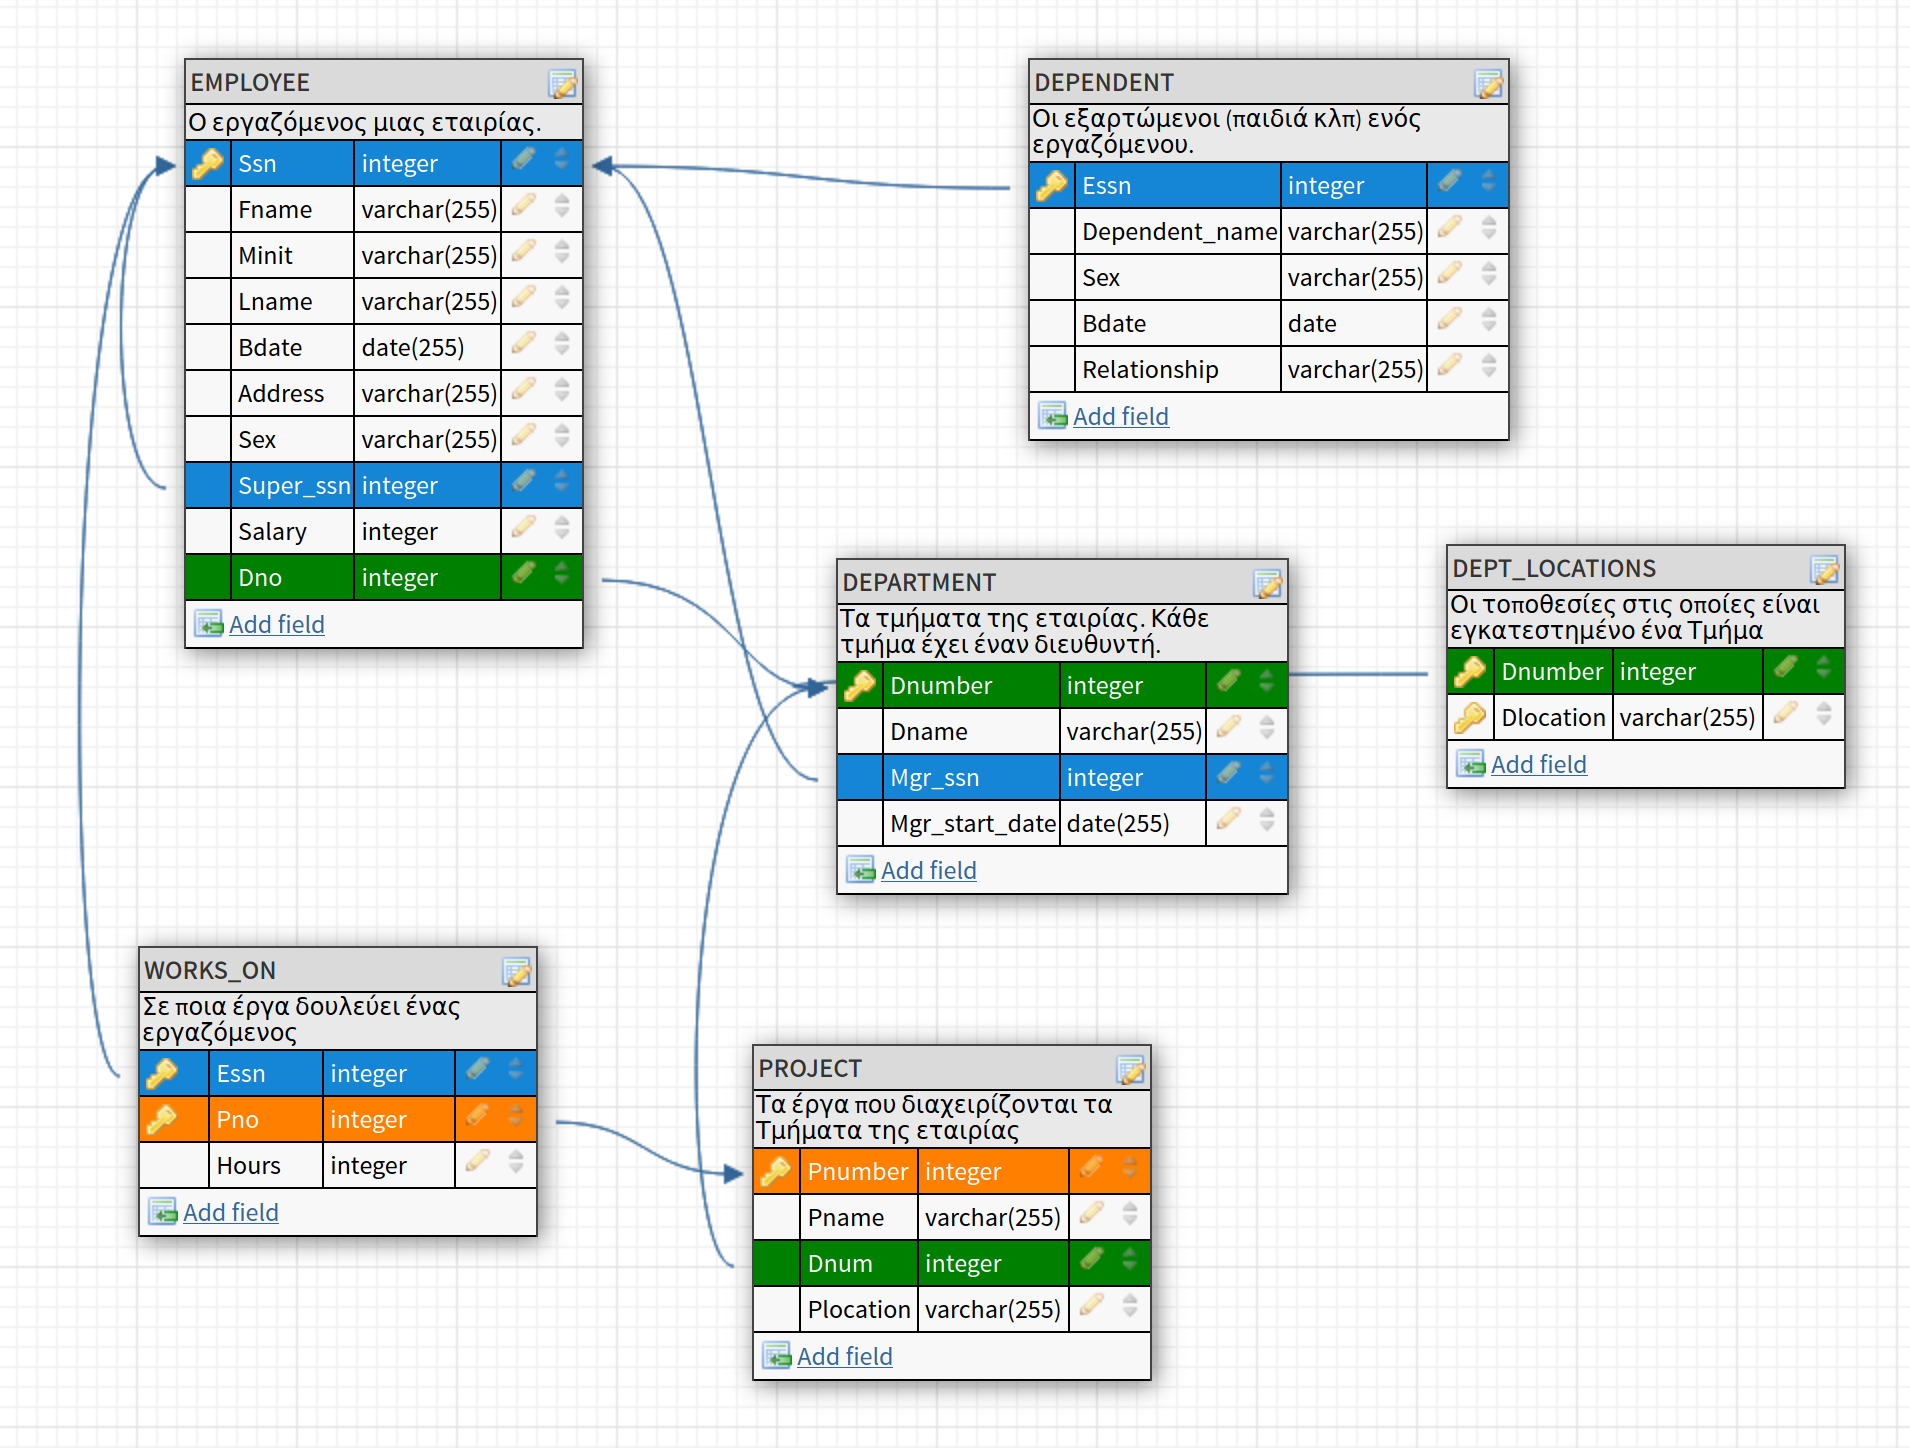 EMPLOYEE
Ο εργαζόμενος μιας εταιρίας.
Ssn integer
Fname varchar(255)
Minit varchar(255)
Lname varchar(255)
Bdate date(255)
Address varchar(255)
Sex varchar(255)
Super_ssn integer
Salary integer
Dno integer
Add field
DEPENDENT
Οι εξαρτώμενοι (παιδιά κλπ) ενός
εργαζόμενου.
Essn integer
Dependent_name varchar(255)
Sex varchar(255)
Bdate date
Relationship varchar(255)
Add field
DEPARTMENT
Τα τμήματα της εταιρίας. Κάθε
τμήμα έχει έναν διευθυντή.
Dnumber integer
Dname varchar(255)
Mgr_ssn integer
Mgr_start_date date(255)
Add field
DEPT_LOCATIONS
Οι τοποθεσίες στις οποίες είναι
εγκατεστημένο ένα Τμήμα
Dnumber integer
Dlocation varchar(255)
Add field
WORKS_ON
Σε ποια έργα δουλεύει ένας
εργαζόμενος
Essn integer
Pno integer
Hours integer
Add field
PROJECT
Τα έργα που διαχειρίζονται τα
Τμήματα της εταιρίας
Pnumber integer
Pname varchar(255)
Dnum integer
Plocation varchar(255)
Add field